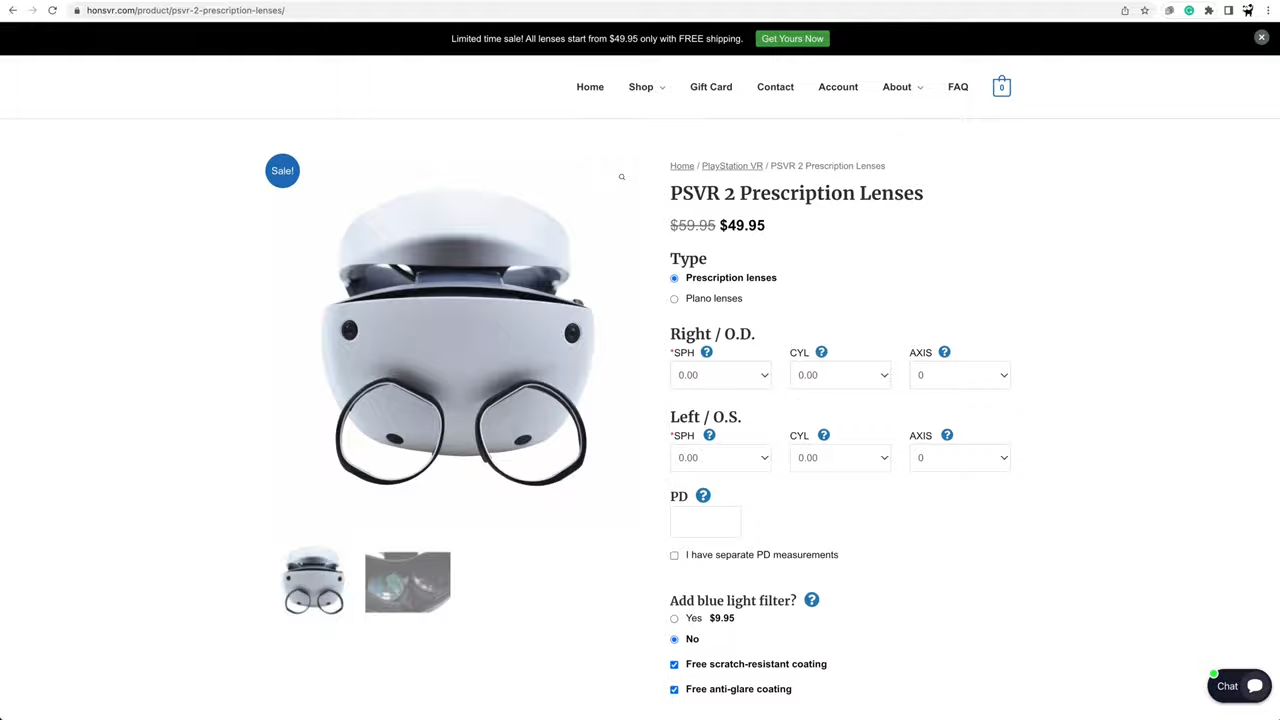 honsvr.com/product/psvr-2-prescription-lenses/
Limited time sale! All lenses start from $49.95 only with FREE shipping. Get Yours Now
Home Shop Gift Card Contact Account About FAQ 0
Sale!
Home / PlayStation VR / PSVR 2 Prescription Lenses
PSVR 2 Prescription Lenses
$59.95 $49.95
Type
Prescription lenses
Plano lenses
Right / O.D.
*SPH ? CYL ? AXIS ?
0.00 0.00 0
Left / O.S.
*SPH ? CYL ? AXIS ?
0.00 0.00 0
PD ?
I have separate PD measurements
Add blue light filter? ?
Yes $9.95
No
Free scratch-resistant coating
Free anti-glare coating
Chat